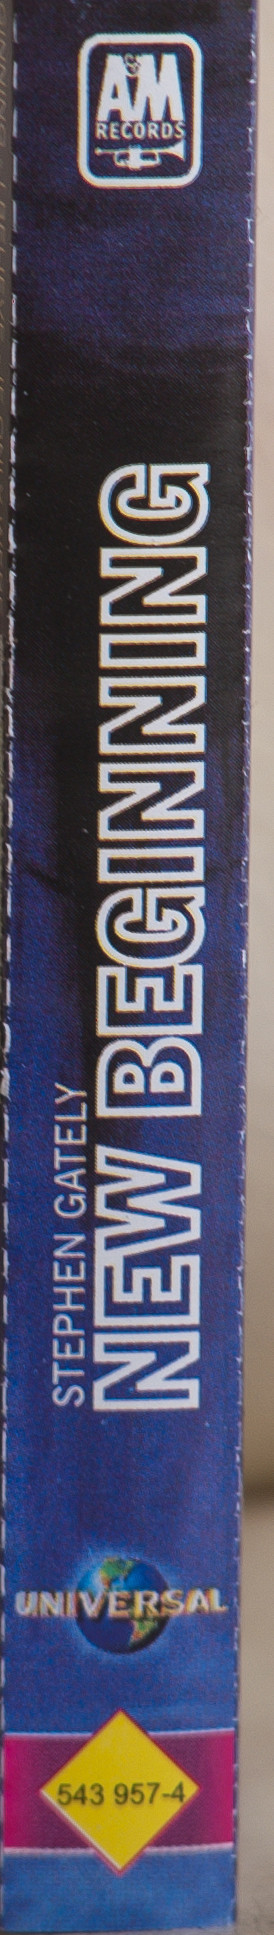 A&M
RECORDS
STEPHEN GATELY
NEW BEGINNING
UNIVERSAL
543 957-4